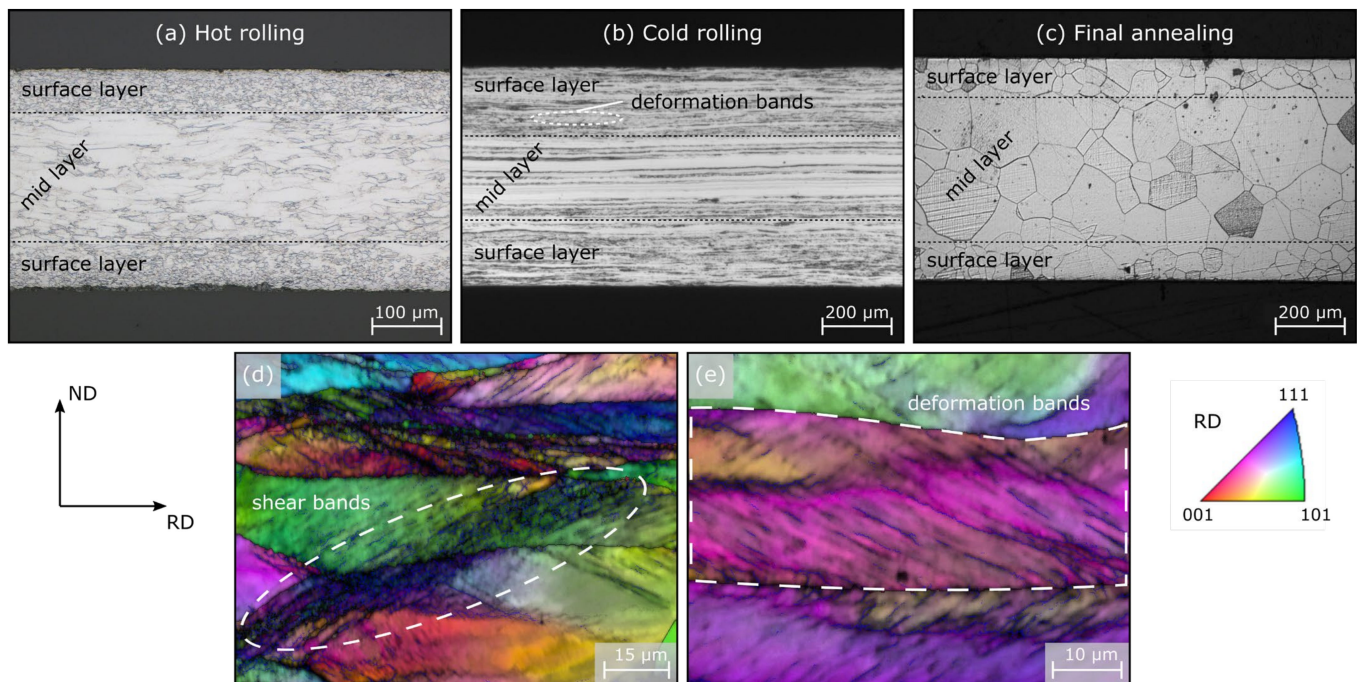 (a) Hot rolling
surface layer
mid layer
surface layer
100 µm
(b) Cold rolling
surface layer
deformation bands
mid layer
surface layer
200 µm
(c) Final annealing
surface layer
mid layer
surface layer
200 µm
ND
RD
(d)
shear bands
15 µm
(e)
deformation bands
10 µm
RD
111
001
101